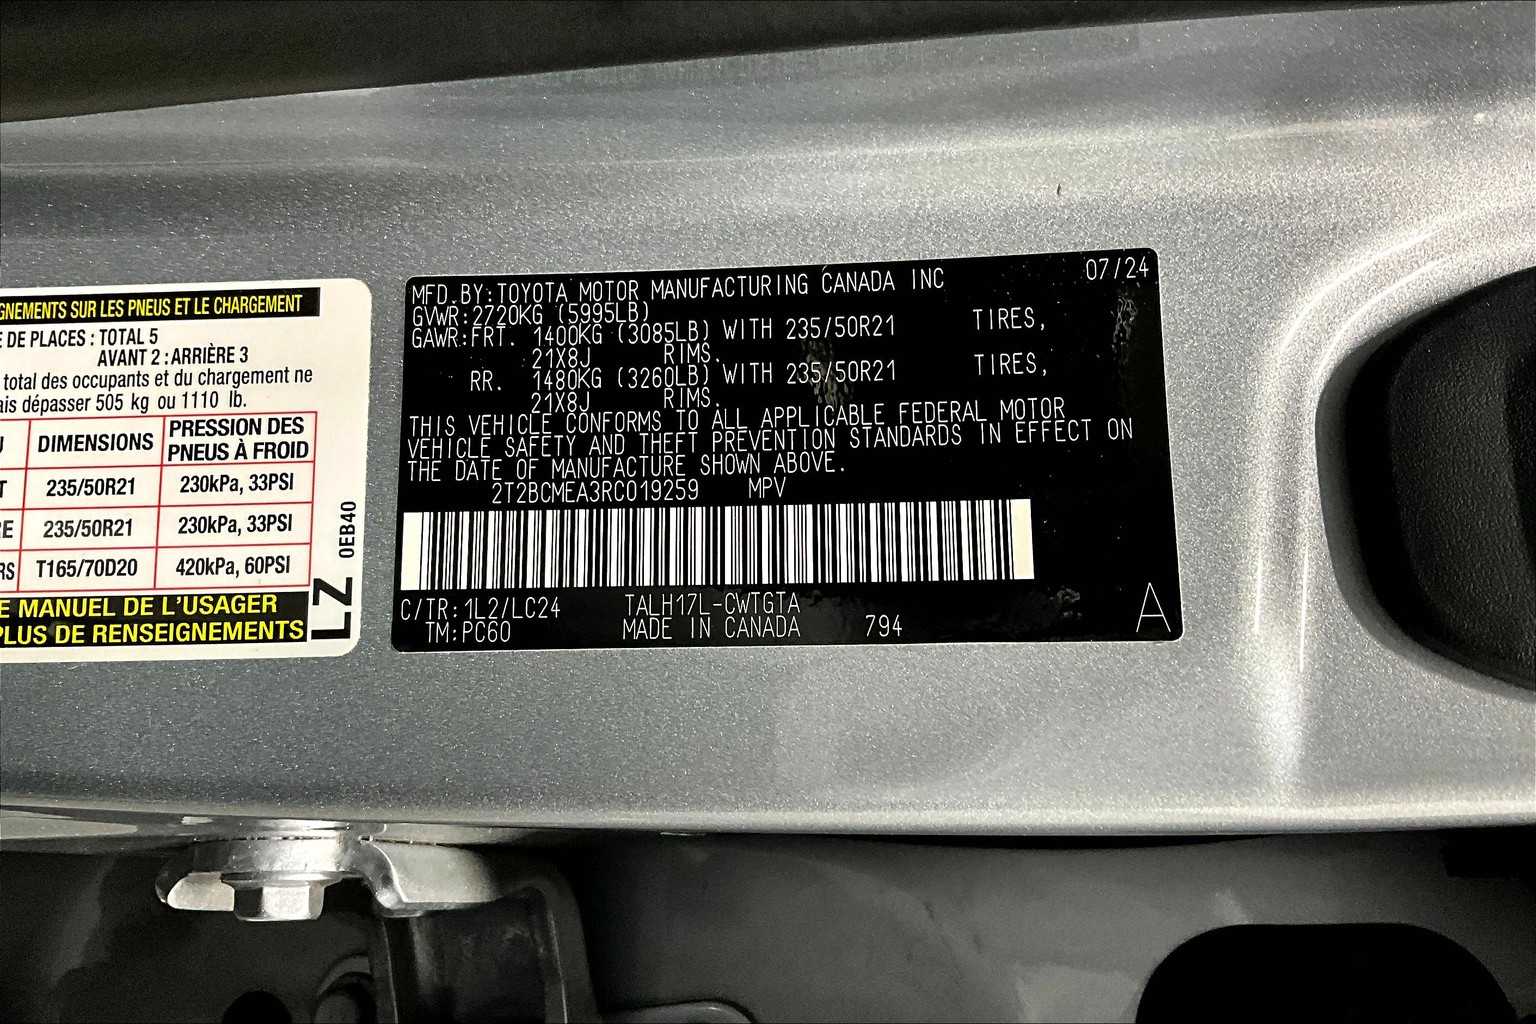 GNEMENTS SUR LES PNEUS ET LE CHARGEMENT
E DE PLACES : TOTAL 5
AVANT 2 : ARRIÈRE 3
total des occupants et du chargement ne
ais dépasser 505 kg ou 1110 lb.
U DIMENSIONS PRESSION DES PNEUS À FROID
T 235/50R21 230kPa, 33PSI
RE 235/50R21 230kPa, 33PSI
RS T165/70D20 420kPa, 60PSI
E MANUEL DE L'USAGER
PLUS DE RENSEIGNEMENTS
LZ 0EB40
MFD.BY:TOYOTA MOTOR MANUFACTURING CANADA INC 07/24
GVWR:2720KG (5995LB)
GAWR:FRT. 1400KG (3085LB) WITH 235/50R21 TIRES,
21X8J RIMS.
RR. 1480KG (3260LB) WITH 235/50R21 TIRES,
21X8J RIMS.
THIS VEHICLE CONFORMS TO ALL APPLICABLE FEDERAL MOTOR
VEHICLE SAFETY AND THEFT PREVENTION STANDARDS IN EFFECT ON
THE DATE OF MANUFACTURE SHOWN ABOVE.
2T2BCMEA3RC019259 MPV
C/TR:1L2/LC24 TALH17L-CWTGTA
TM:PC60 MADE IN CANADA 794
A